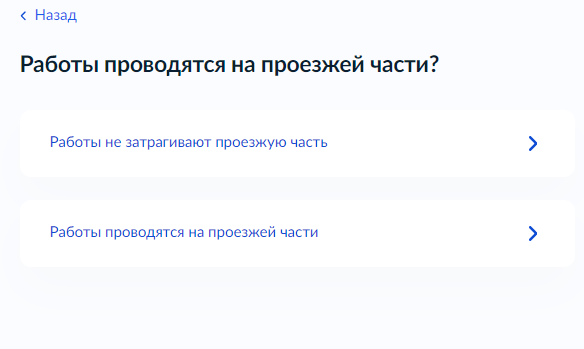 Назад
Работы проводятся на проезжей части?
Работы не затрагивают проезжую часть
Работы проводятся на проезжей части